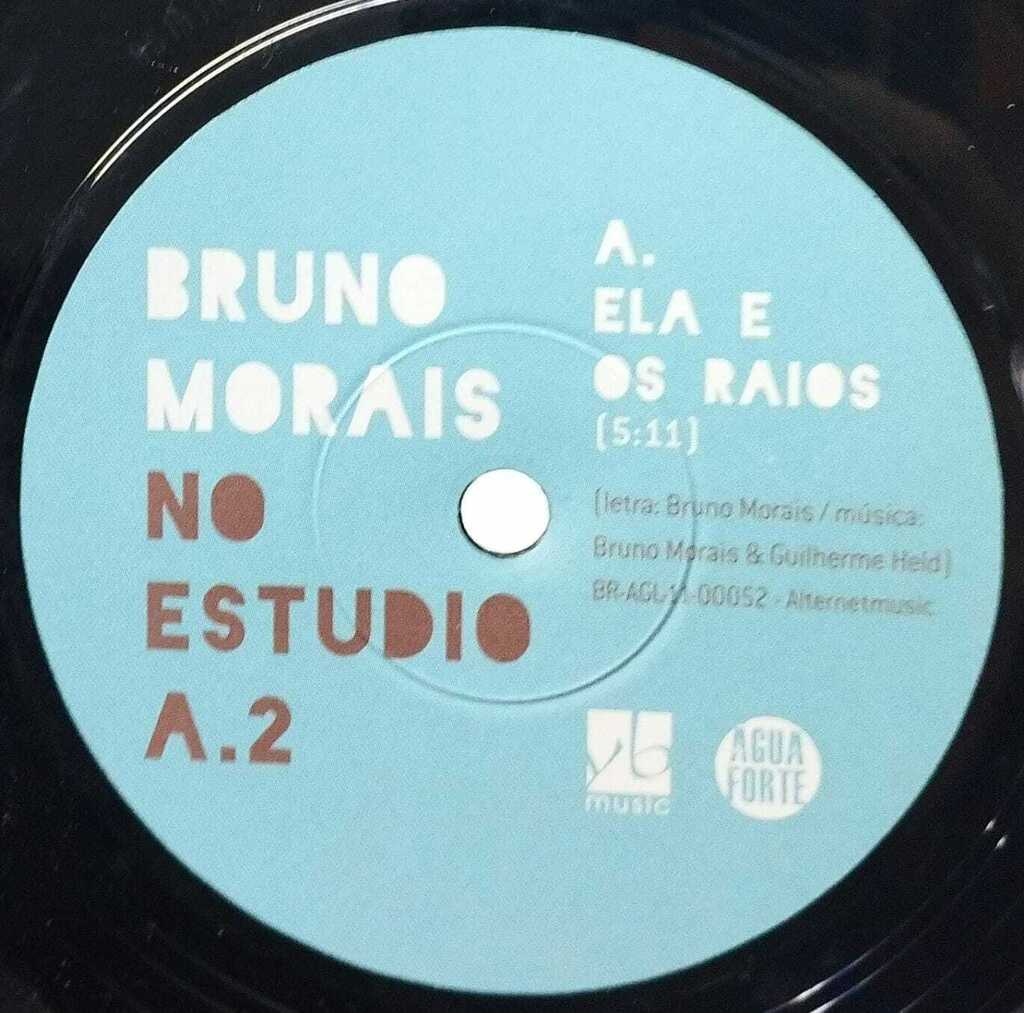 BRUNO
MORAIS
NO
ESTUDIO
A.2
A.
ELA E
OS RAIOS
[5:11]
[letra: Bruno Morais / música:
Bruno Morais & Guilherme Held]
BR-AGL-11-00052 - Alternetmusic
yb
music
AGUA
FORTE